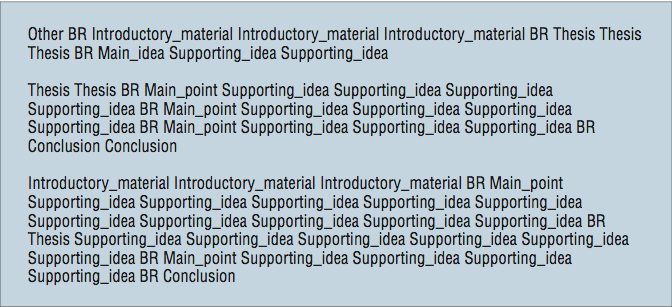 Other BR Introductory_material Introductory_material Introductory_material BR Thesis Thesis
Thesis BR Main_idea Supporting_idea Supporting_idea
Thesis Thesis BR Main_point Supporting_idea Supporting_idea Supporting_idea
Supporting_idea BR Main_point Supporting_idea Supporting_idea Supporting_idea
Supporting_idea BR Main_point Supporting_idea Supporting_idea Supporting_idea BR
Conclusion Conclusion
Introductory_material Introductory_material Introductory_material BR Main_point
Supporting_idea Supporting_idea Supporting_idea Supporting_idea Supporting_idea
Supporting_idea Supporting_idea Supporting_idea Supporting_idea Supporting_idea BR
Thesis Supporting_idea Supporting_idea Supporting_idea Supporting_idea Supporting_idea
Supporting_idea BR Main_point Supporting_idea Supporting_idea Supporting_idea
Supporting_idea BR Conclusion